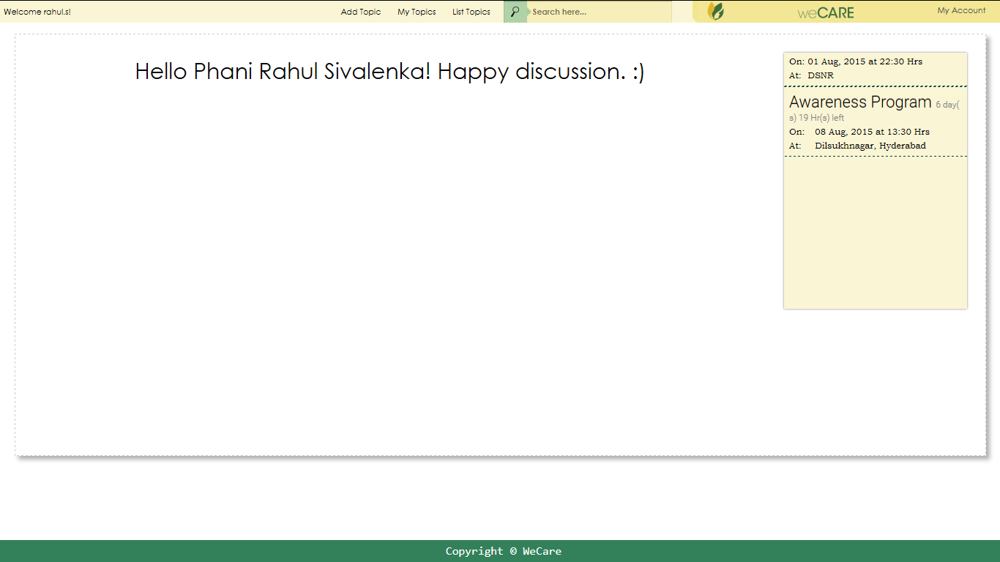 Welcome rahul.s!
Add Topic
My Topics
List Topics
Search here...
weCARE
My Account
Hello Phani Rahul Sivalenka! Happy discussion. :)
On: 01 Aug, 2015 at 22:30 Hrs
At: DSNR
Awareness Program 6 day(
s) 19 Hr(s) left
On: 08 Aug, 2015 at 13:30 Hrs
At: Dilsukhnagar, Hyderabad
Copyright © WeCare